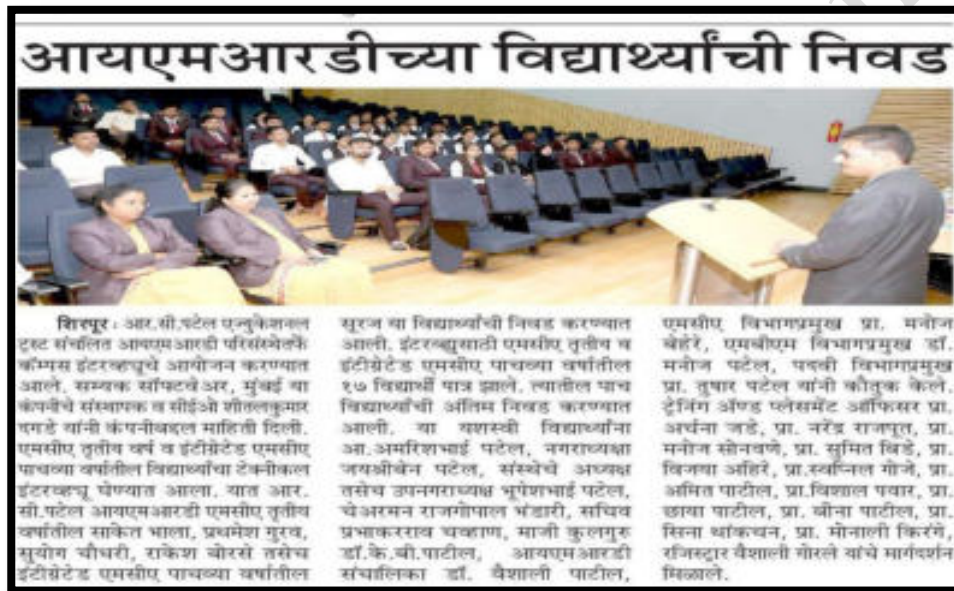 आयएमआरडीच्या विद्यार्थ्यांची निवड
शिरपूर : आर.सी.पटेल एज्युकेशनल
ट्रस्ट संचलित आयएमआरडी परिसंस्थेतर्फे
कॅम्पस इंटरव्ह्यूचे आयोजन करण्यात
आले. सम्यक सॉफ्टवेअर, मुंबई या
कंपनीचे संस्थापक व सीईओ शीतलकुमार
दगडे यांनी कंपनीबद्दल माहिती दिली.
एमसीए तृतीय वर्ष व इंटीग्रेटेड एमसीए
पाचव्या वर्षातील विद्यार्थ्यांचा टेक्नीकल
इंटरव्ह्यू घेण्यात आला. यात आर.
सी.पटेल आयएमआरडी एमसीए तृतीय
वर्षातील साकेत भाला, प्रथमेश गुरव,
सुयोग चौधरी, राकेश बोरसे तसेच
इंटीग्रेटेड एमसीए पाचव्या वर्षातील
सूरज या विद्यार्थ्यांची निवड करण्यात
आली. इंटरव्ह्युसाठी एमसीए तृतीय व
इंटीग्रेटेड एमसीए पाचव्या वर्षातील
१७ विद्यार्थी पात्र झाले. त्यातील पाच
विद्यार्थ्यांची अंतिम निवड करण्यात
आली. या यशस्वी विद्यार्थ्यांना
आ.अमरिशभाई पटेल, नगराध्यक्षा
जयश्रीबेन पटेल, संस्थेचे अध्यक्ष
तसेच उपनगराध्यक्ष भूपेशभाई पटेल,
चेअरमन राजगोपाल भंडारी, सचिव
प्रभाकरराव चव्हाण, माजी कुलगुरु
डॉ.के.बी.पाटील, आयएमआरडी
संचालिका डॉ. वैशाली पाटील,
एमसीए विभागप्रमुख प्रा. मनोज
बेहेरे, एमबीएम विभागप्रमुख डॉ.
मनोज पटेल, पदवी विभागप्रमुख
प्रा. तुषार पटेल यांनी कौतुक केले.
ट्रेनिंग अँण्ड प्लेसमेंट ऑफिसर प्रा.
अर्चना जडे, प्रा. नरेंद्र राजपूत, प्रा.
मनोज सोनवणे, प्रा. सुमित बिडे, प्रा.
विजया अहिरे, प्रा.स्वप्निल गोजे, प्रा.
अमित पाटील, प्रा.विशाल पवार, प्रा.
छाया पाटील, प्रा. बीना पाटील, प्रा.
सिना थांकचन, प्रा. मोनाली किरंगे,
रजिस्ट्रार वैशाली गोरले यांचे मार्गदर्शन
मिळाले.